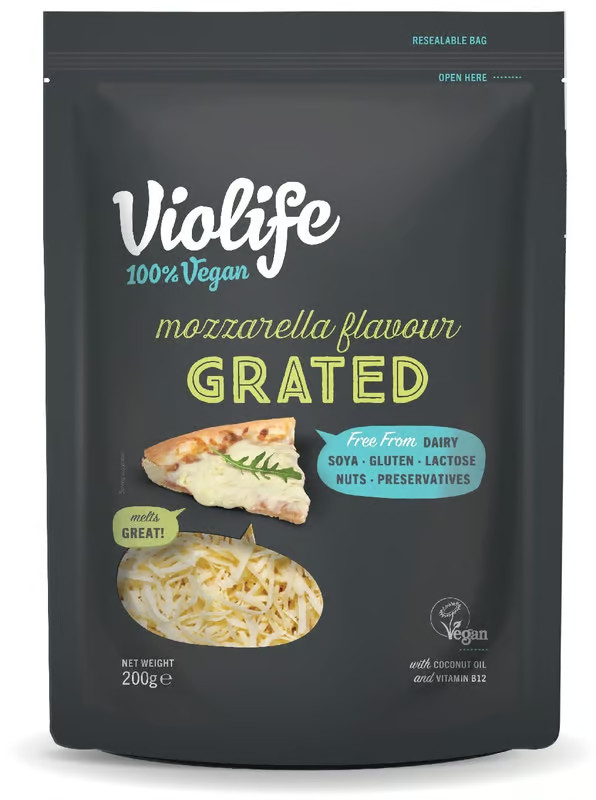 RESEALABLE BAG
OPEN HERE
Violife
100% Vegan
mozzarella flavour
GRATED
Free From DAIRY
SOYA · GLUTEN · LACTOSE
NUTS · PRESERVATIVES
melts
GREAT!
Vegan
NET WEIGHT
200g ℮
with COCONUT OIL
and VITAMIN B12